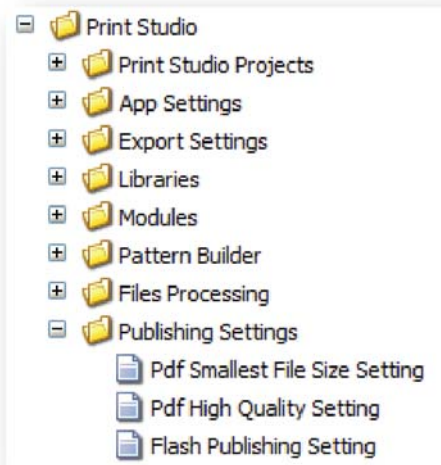 Print Studio
Print Studio Projects
App Settings
Export Settings
Libraries
Modules
Pattern Builder
Files Processing
Publishing Settings
Pdf Smallest File Size Setting
Pdf High Quality Setting
Flash Publishing Setting